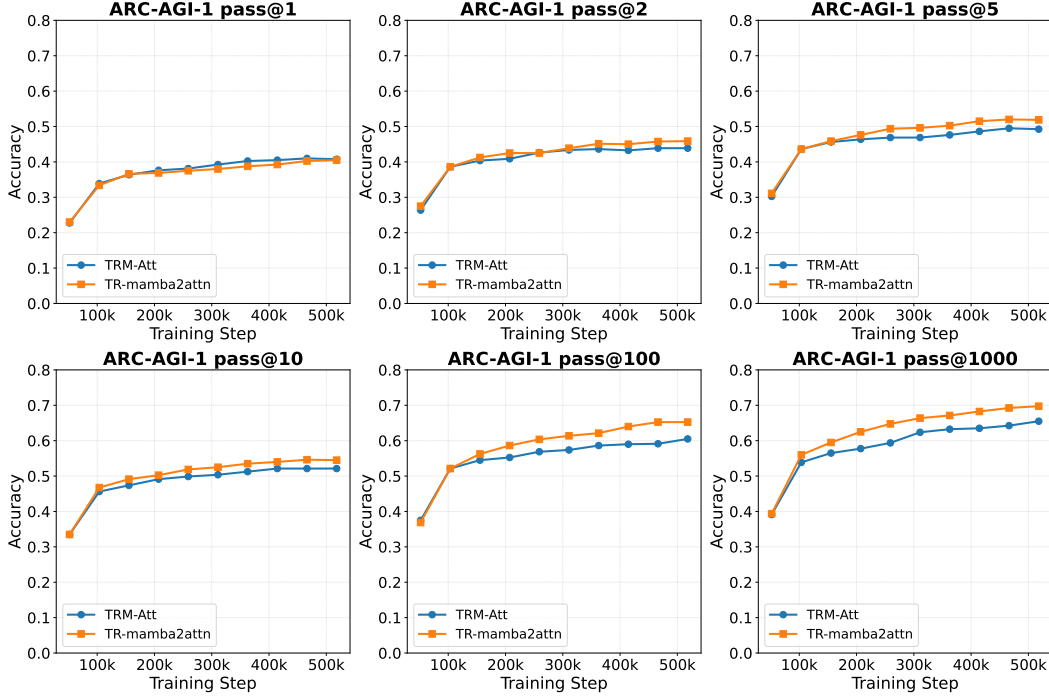 ARC-AGI-1 pass@1
0.8
0.7
0.6
0.5
0.4
0.3
0.2
0.1
0.0
Accuracy
TRM-Att
TR-mamba2attn
100k 200k 300k 400k 500k
Training Step
ARC-AGI-1 pass@2
0.8
0.7
0.6
0.5
0.4
0.3
0.2
0.1
0.0
Accuracy
TRM-Att
TR-mamba2attn
100k 200k 300k 400k 500k
Training Step
ARC-AGI-1 pass@5
0.8
0.7
0.6
0.5
0.4
0.3
0.2
0.1
0.0
Accuracy
TRM-Att
TR-mamba2attn
100k 200k 300k 400k 500k
Training Step
ARC-AGI-1 pass@10
0.8
0.7
0.6
0.5
0.4
0.3
0.2
0.1
0.0
Accuracy
TRM-Att
TR-mamba2attn
100k 200k 300k 400k 500k
Training Step
ARC-AGI-1 pass@100
0.8
0.7
0.6
0.5
0.4
0.3
0.2
0.1
0.0
Accuracy
TRM-Att
TR-mamba2attn
100k 200k 300k 400k 500k
Training Step
ARC-AGI-1 pass@1000
0.8
0.7
0.6
0.5
0.4
0.3
0.2
0.1
0.0
Accuracy
TRM-Att
TR-mamba2attn
100k 200k 300k 400k 500k
Training Step